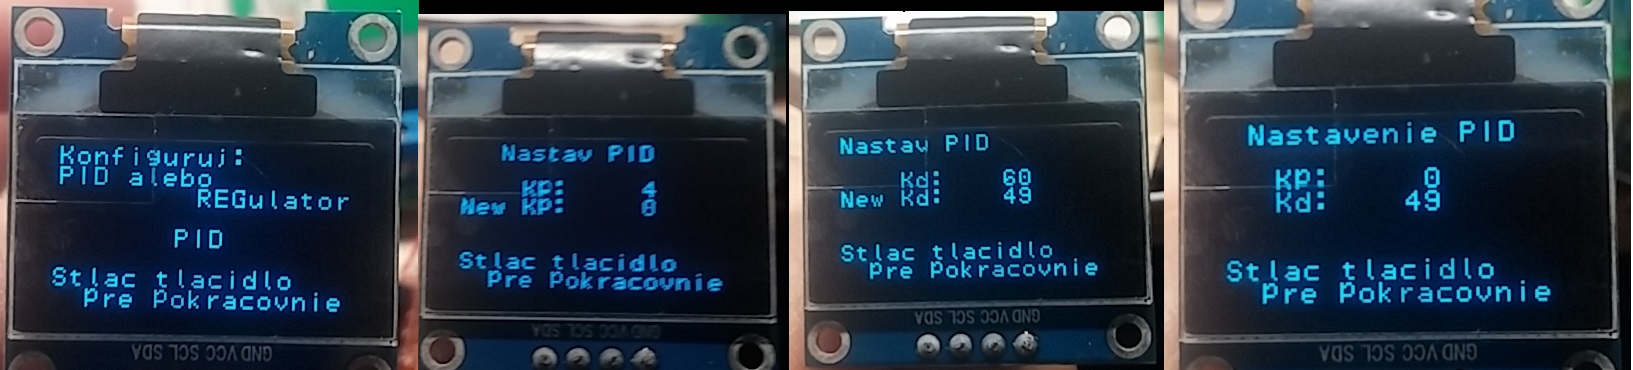 Konfiguruj:
PID alebo
REGulator
PID
Stlac tlacidlo
Pre Pokracovnie
GND VCC SCL SDA
Nastav PID
Kp: 4
New Kp: 0
Stlac tlacidlo
Pre Pokracovnie
GND VCC SCL SDA
Nastav PID
Kd: 60
New Kd: 49
Stlac tlacidlo
Pre Pokracovnie
GND VCC SCL SDA
Nastavenie PID
Kp: 0
Kd: 49
Stlac tlacidlo
Pre Pokracovnie
GND VCC SCL SDA